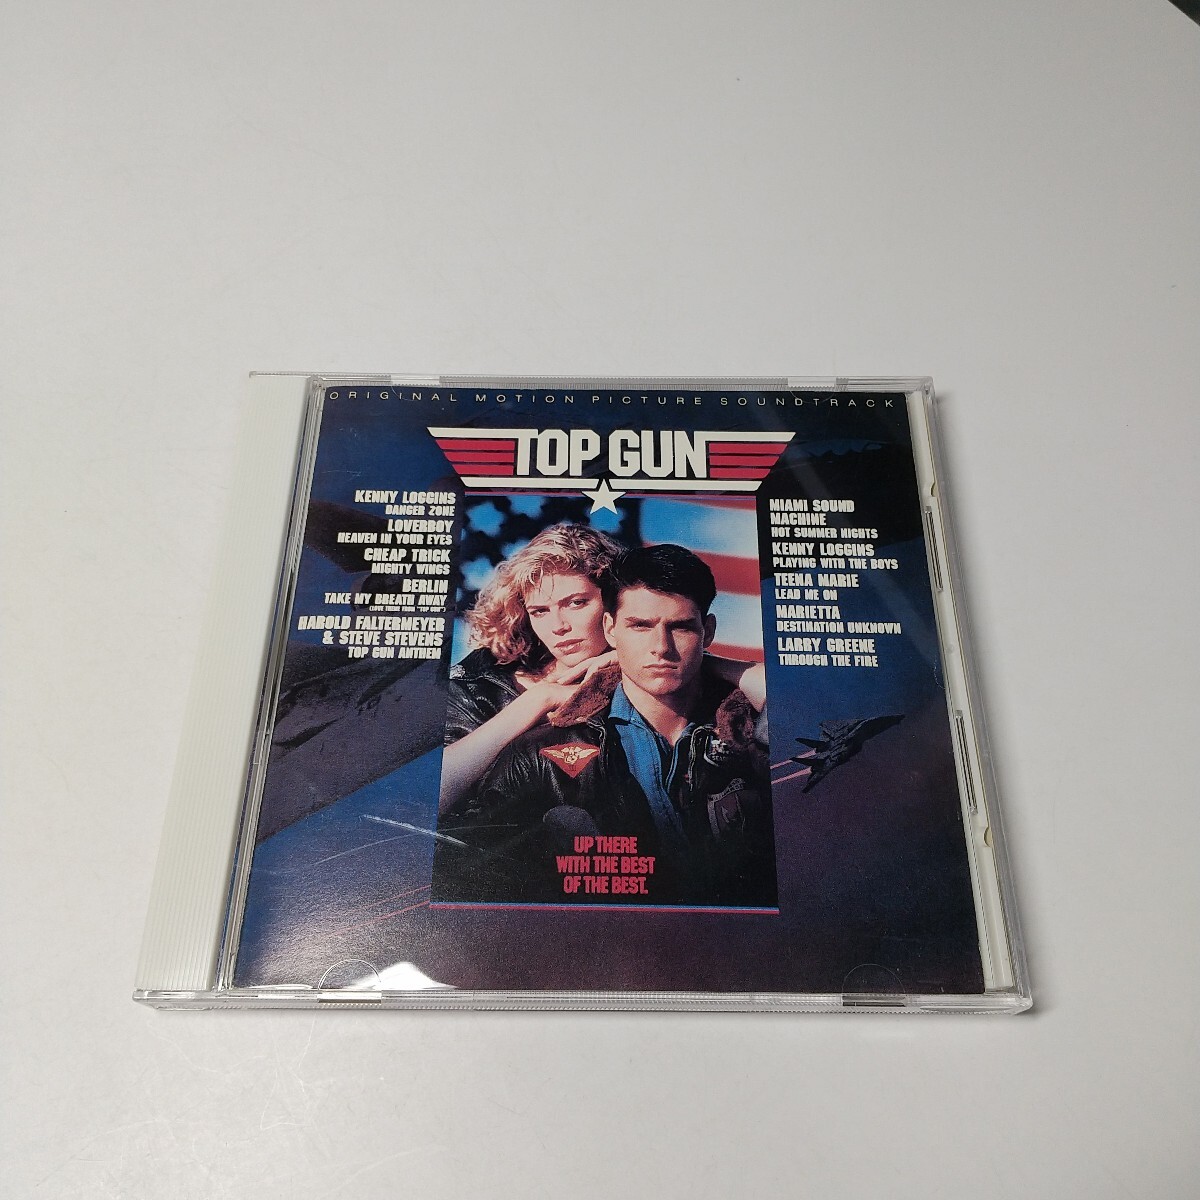 ORIGINAL MOTION PICTURE SOUNDTRACK
TOP GUN
KENNY LOGGINS
DANGER ZONE
LOVERBOY
HEAVEN IN YOUR EYES
CHEAP TRICK
MIGHTY WINGS
BERLIN
TAKE MY BREATH AWAY
(LOVE THEME FROM "TOP GUN")
HAROLD FALTERMEYER
& STEVE STEVENS
TOP GUN ANTHEM
MIAMI SOUND
MACHINE
HOT SUMMER NIGHTS
KENNY LOGGINS
PLAYING WITH THE BOYS
TEENA MARIE
LEAD ME ON
MARIETTA
DESTINATION UNKNOWN
LARRY GREENE
THROUGH THE FIRE
UP THERE
WITH THE BEST
OF THE BEST.